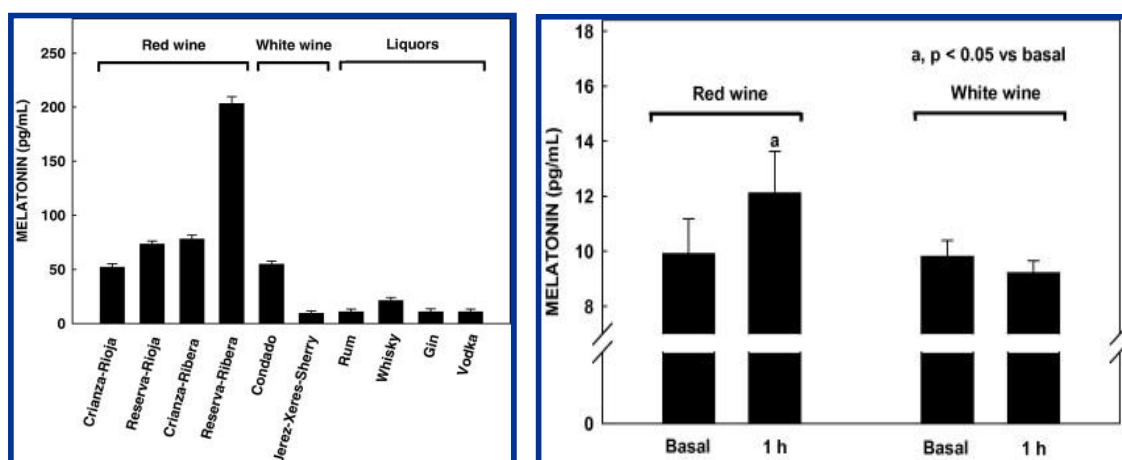 Red wine
White wine
Liquors
MELATONIN (pg/mL)
250
200
150
100
50
0
Crianza-Rioja
Reserva-Rioja
Crianza-Ribera
Reserva-Ribera
Condado
Jerez-Xeres-Sherry
Rum
Whisky
Gin
Vodka
a, p < 0.05 vs basal
Red wine
White wine
a
MELATONIN (pg/mL)
18
16
14
12
10
8
0
Basal
1 h
Basal
1 h